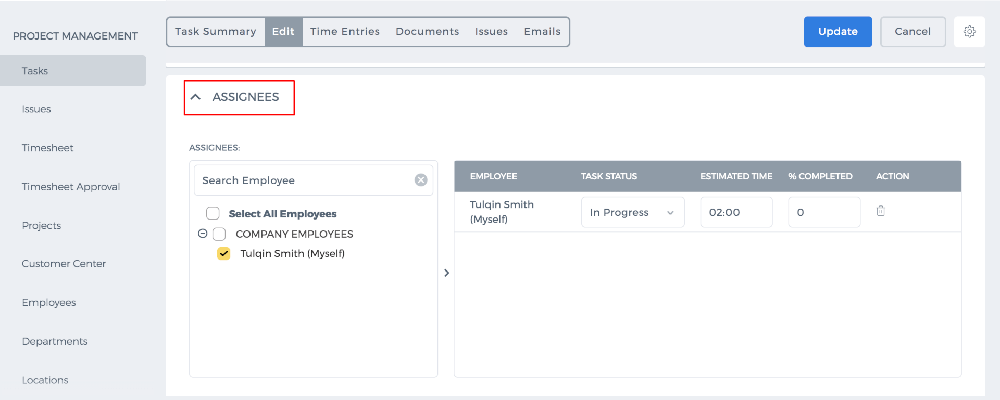 PROJECT MANAGEMENT
Tasks
Issues
Timesheet
Timesheet Approval
Projects
Customer Center
Employees
Departments
Locations
Task Summary Edit Time Entries Documents Issues Emails
Update Cancel
ASSIGNEES
ASSIGNEES:
Search Employee
Select All Employees
COMPANY EMPLOYEES
Tulqin Smith (Myself)
EMPLOYEE TASK STATUS ESTIMATED TIME % COMPLETED ACTION
Tulqin Smith
(Myself)
In Progress 02:00 0